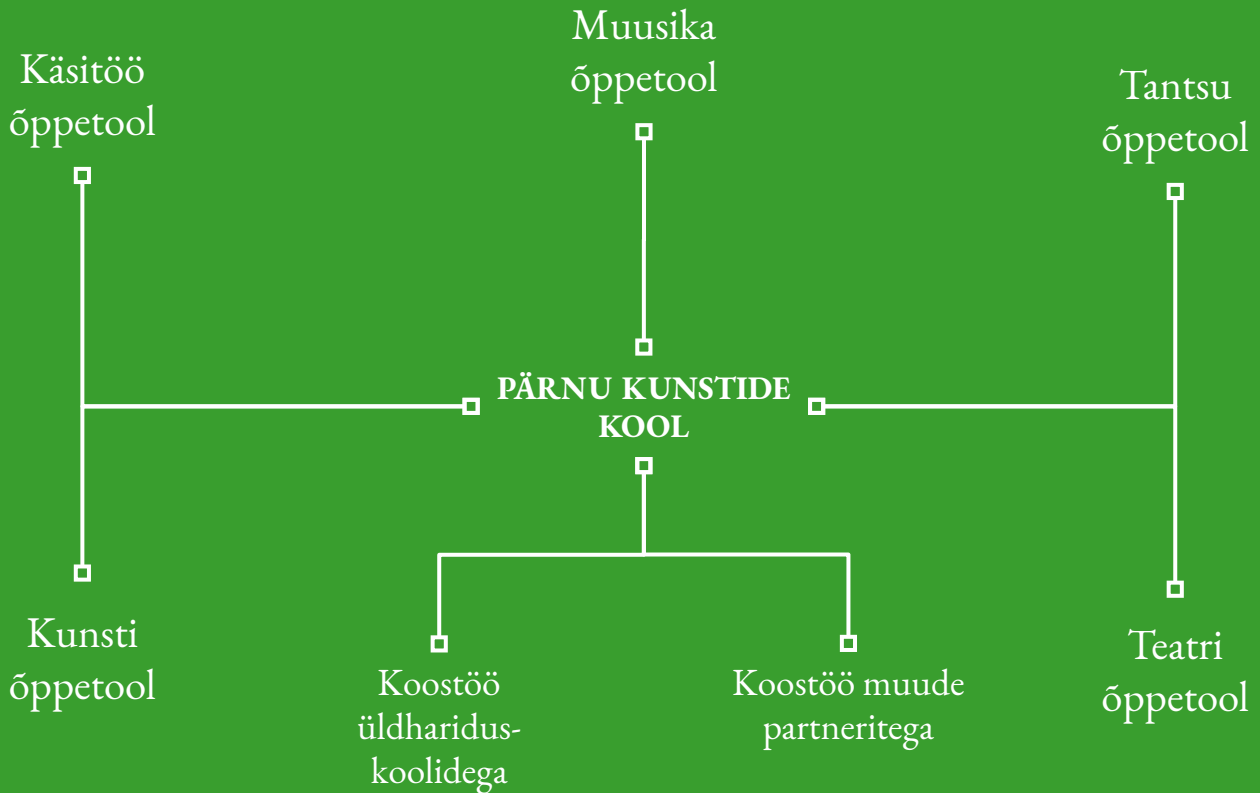 Muusika
õppetool
Käsitöö
õppetool
Tantsu
õppetool
PÄRNU KUNSTIDE
KOOL
Kunsti
õppetool
Koostöö
üldharidus-
koolidega
Koostöö muude
partneritega
Teatri
õppetool